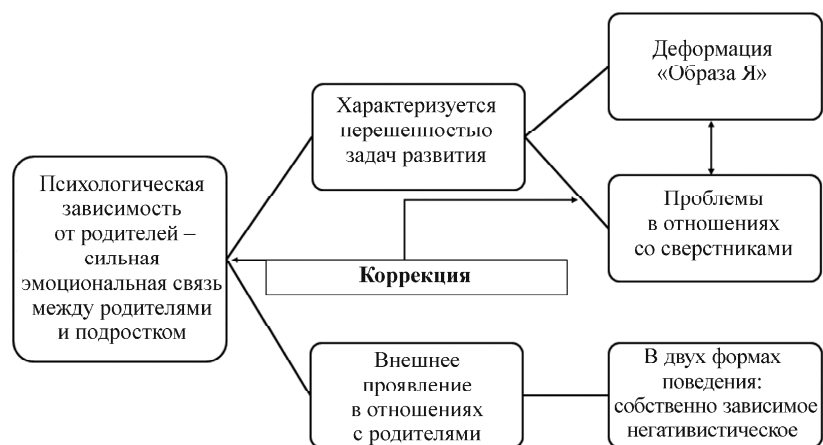 Психологическая
зависимость
от родителей –
сильная
эмоциональная связь
между родителями
и подростком
Характеризуется
нерешенностью
задач развития
Деформация
«Образа Я»
Проблемы
в отношениях
со сверстниками
Коррекция
Внешнее
проявление
в отношениях
с родителями
В двух формах
поведения:
собственно зависимое
негативистическое